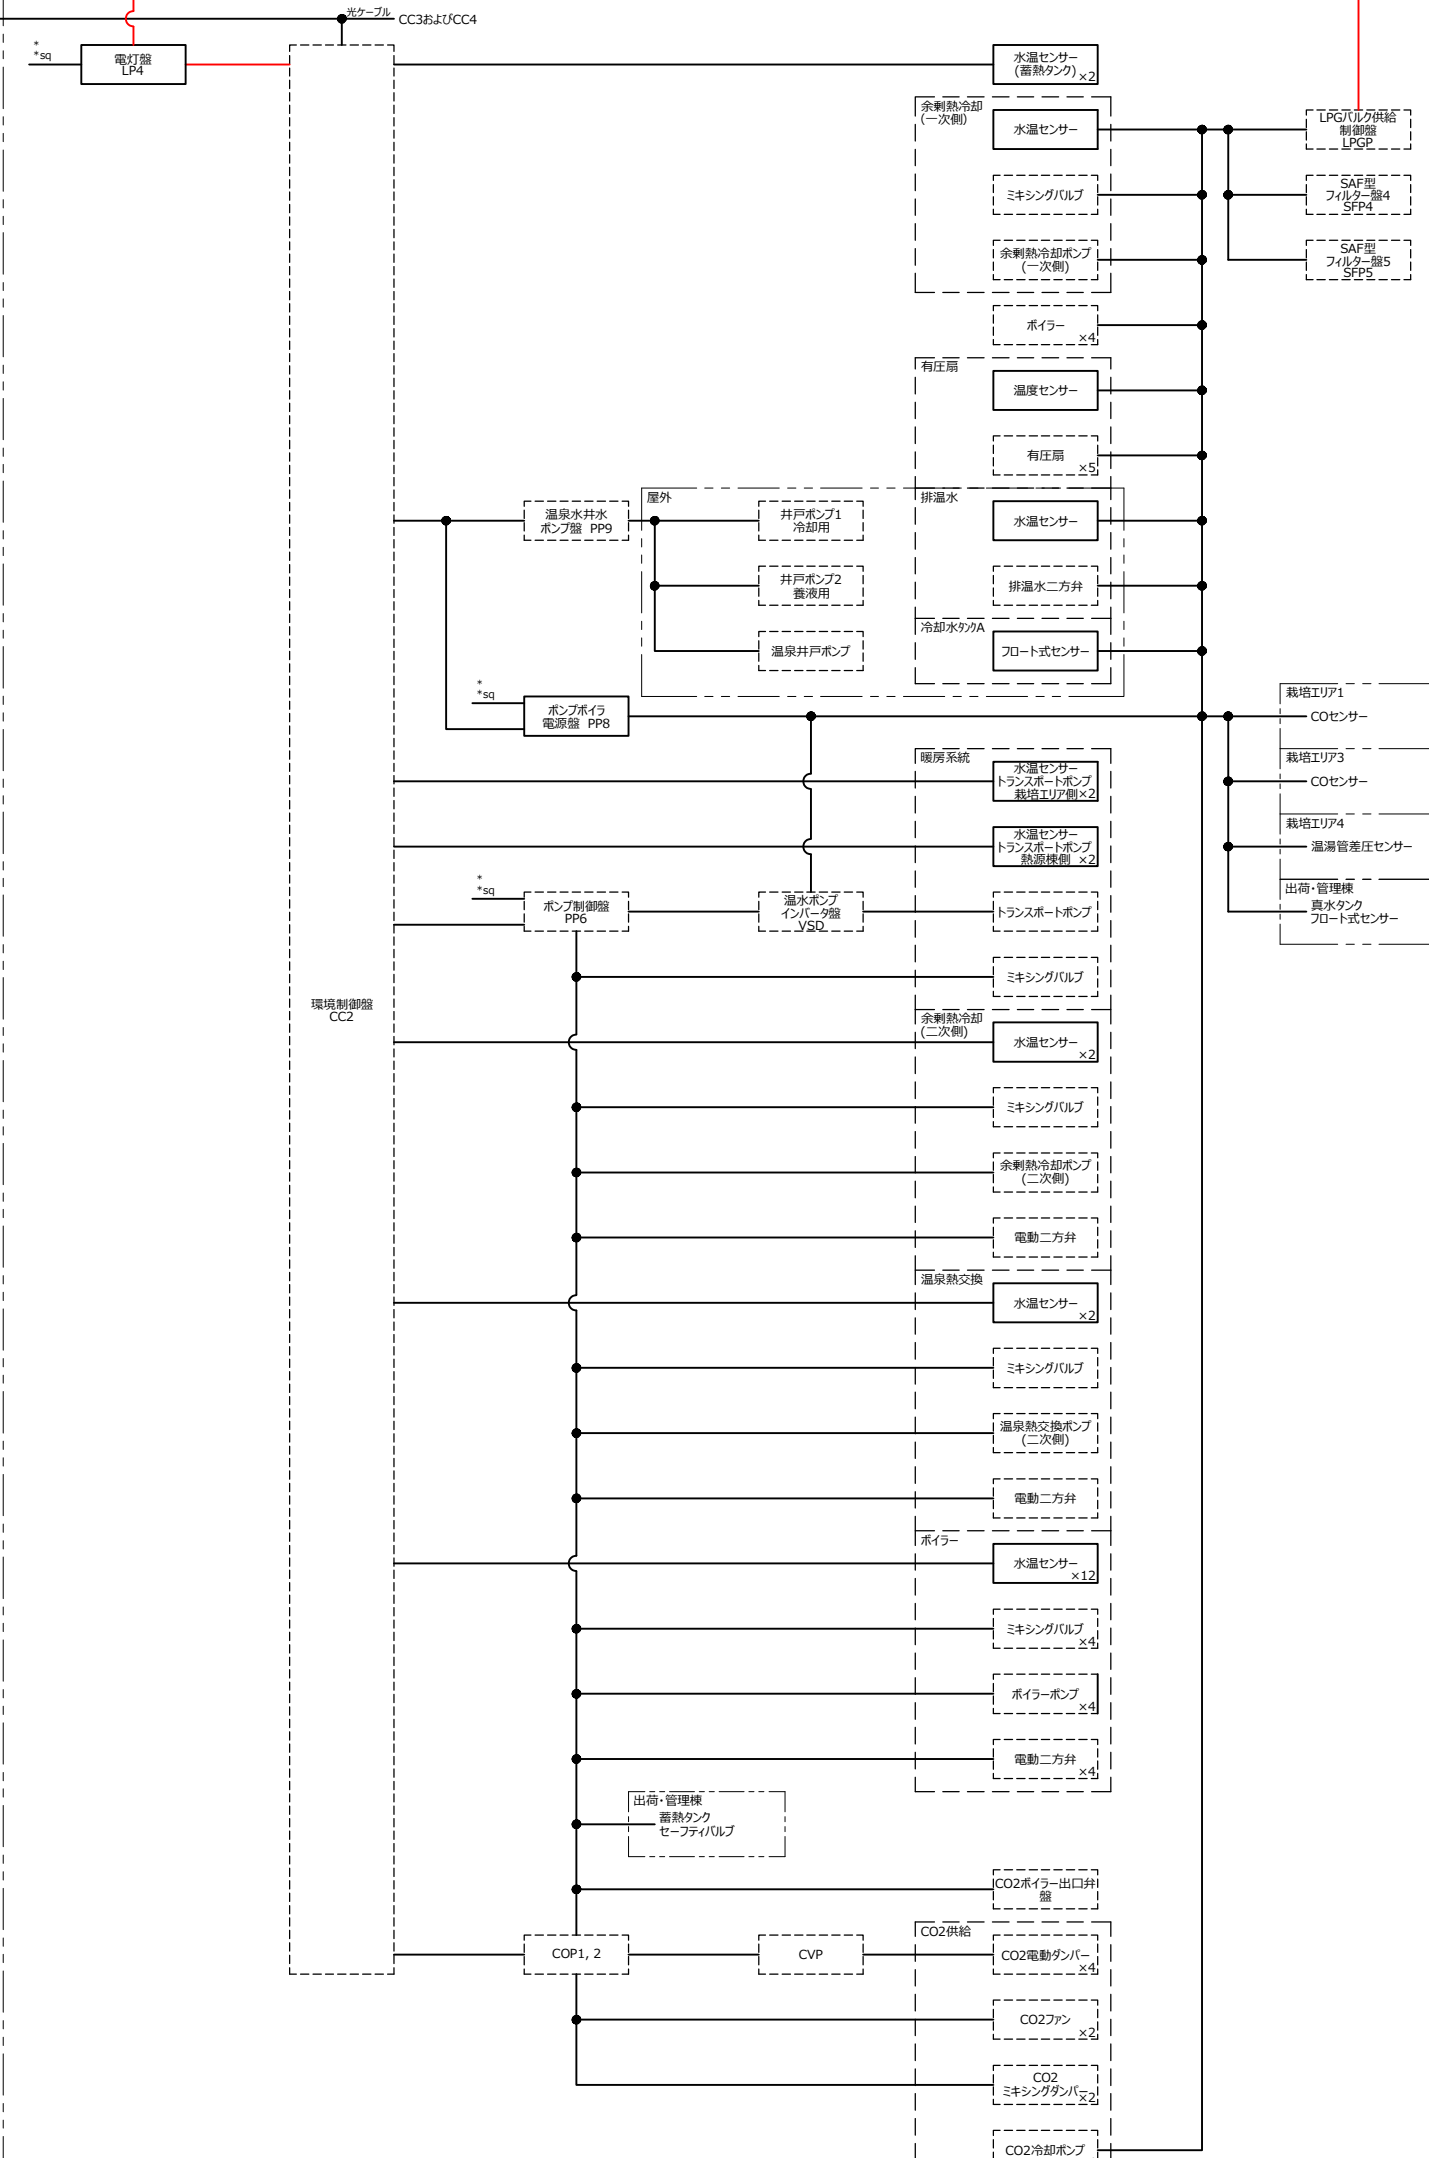 光ケーブル
CC3およびCC4
*
*sq
電灯盤
LP4
水温センサー
(蓄熱タンク)
×2
余剰熱冷却
(一次側)
水温センサー
LPGバルク供給
制御盤
LPGP
ミキシングバルブ
SAF型
フィルター盤4
SFP4
余剰熱冷却ポンプ
(一次側)
SAF型
フィルター盤5
SFP5
ボイラー
×4
有圧扇
温度センサー
有圧扇
×5
屋外
排温水
温泉水井水
ポンプ盤 PP9
井戸ポンプ1
冷却用
水温センサー
井戸ポンプ2
養液用
排温水二方弁
冷却水タンクA
温泉井戸ポンプ
フロート式センサー
*
*sq
ポンプボイラ
電源盤 PP8
栽培エリア1
COセンサー
暖房系統
水温センサー
トランスポートポンプ
栽培エリア側×2
栽培エリア3
COセンサー
水温センサー
トランスポートポンプ
熱源棟側 ×2
栽培エリア4
温湯管差圧センサー
*
*sq
ポンプ制御盤
PP6
温水ポンプ
インバータ盤
VSD
トランスポートポンプ
出荷・管理棟
真水タンク
フロート式センサー
ミキシングバルブ
環境制御盤
CC2
余剰熱冷却
(二次側)
水温センサー
×2
ミキシングバルブ
余剰熱冷却ポンプ
(二次側)
電動二方弁
温泉熱交換
水温センサー
×2
ミキシングバルブ
温泉熱交換ポンプ
(二次側)
電動二方弁
ボイラー
水温センサー
×12
ミキシングバルブ
×4
ボイラーポンプ
×4
電動二方弁
×4
出荷・管理棟
蓄熱タンク
セーフティバルブ
CO2ボイラー出口弁
盤
CO2供給
COP1, 2
CVP
CO2電動ダンパー
×4
CO2ファン
×2
CO2
ミキシングダンパー
×2
CO2冷却ポンプ